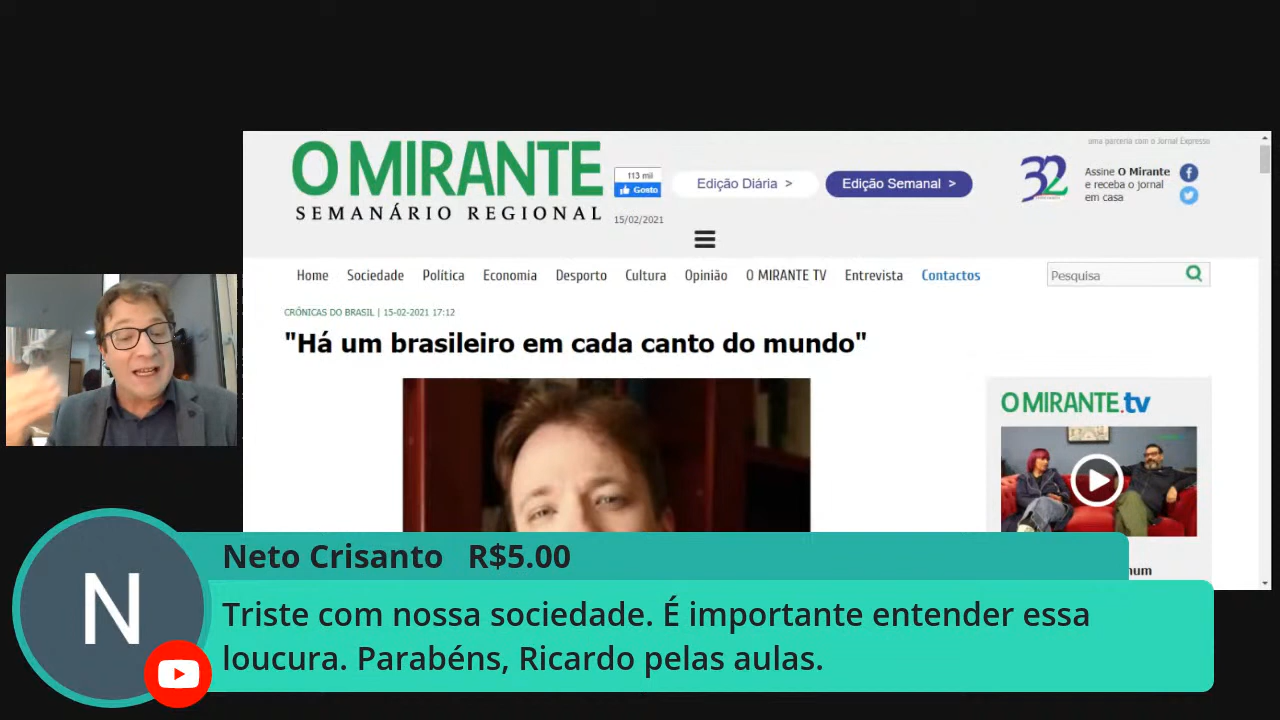 O MIRANTE
SEMANÁRIO REGIONAL
113 mil
Gosto
15/02/2021
Edição Diária >
Edição Semanal >
uma parceria com o Jornal Expresso
32
Assine O Mirante
e receba o jornal
em casa
Home Sociedade Política Economia Desporto Cultura Opinião O MIRANTE TV Entrevista Contactos
Pesquisa
CRÓNICAS DO BRASIL | 15-02-2021 17:12
"Há um brasileiro em cada canto do mundo"
O MIRANTE.tv
N
Neto Crisanto R$5.00
Triste com nossa sociedade. É importante entender essa
loucura. Parabéns, Ricardo pelas aulas.